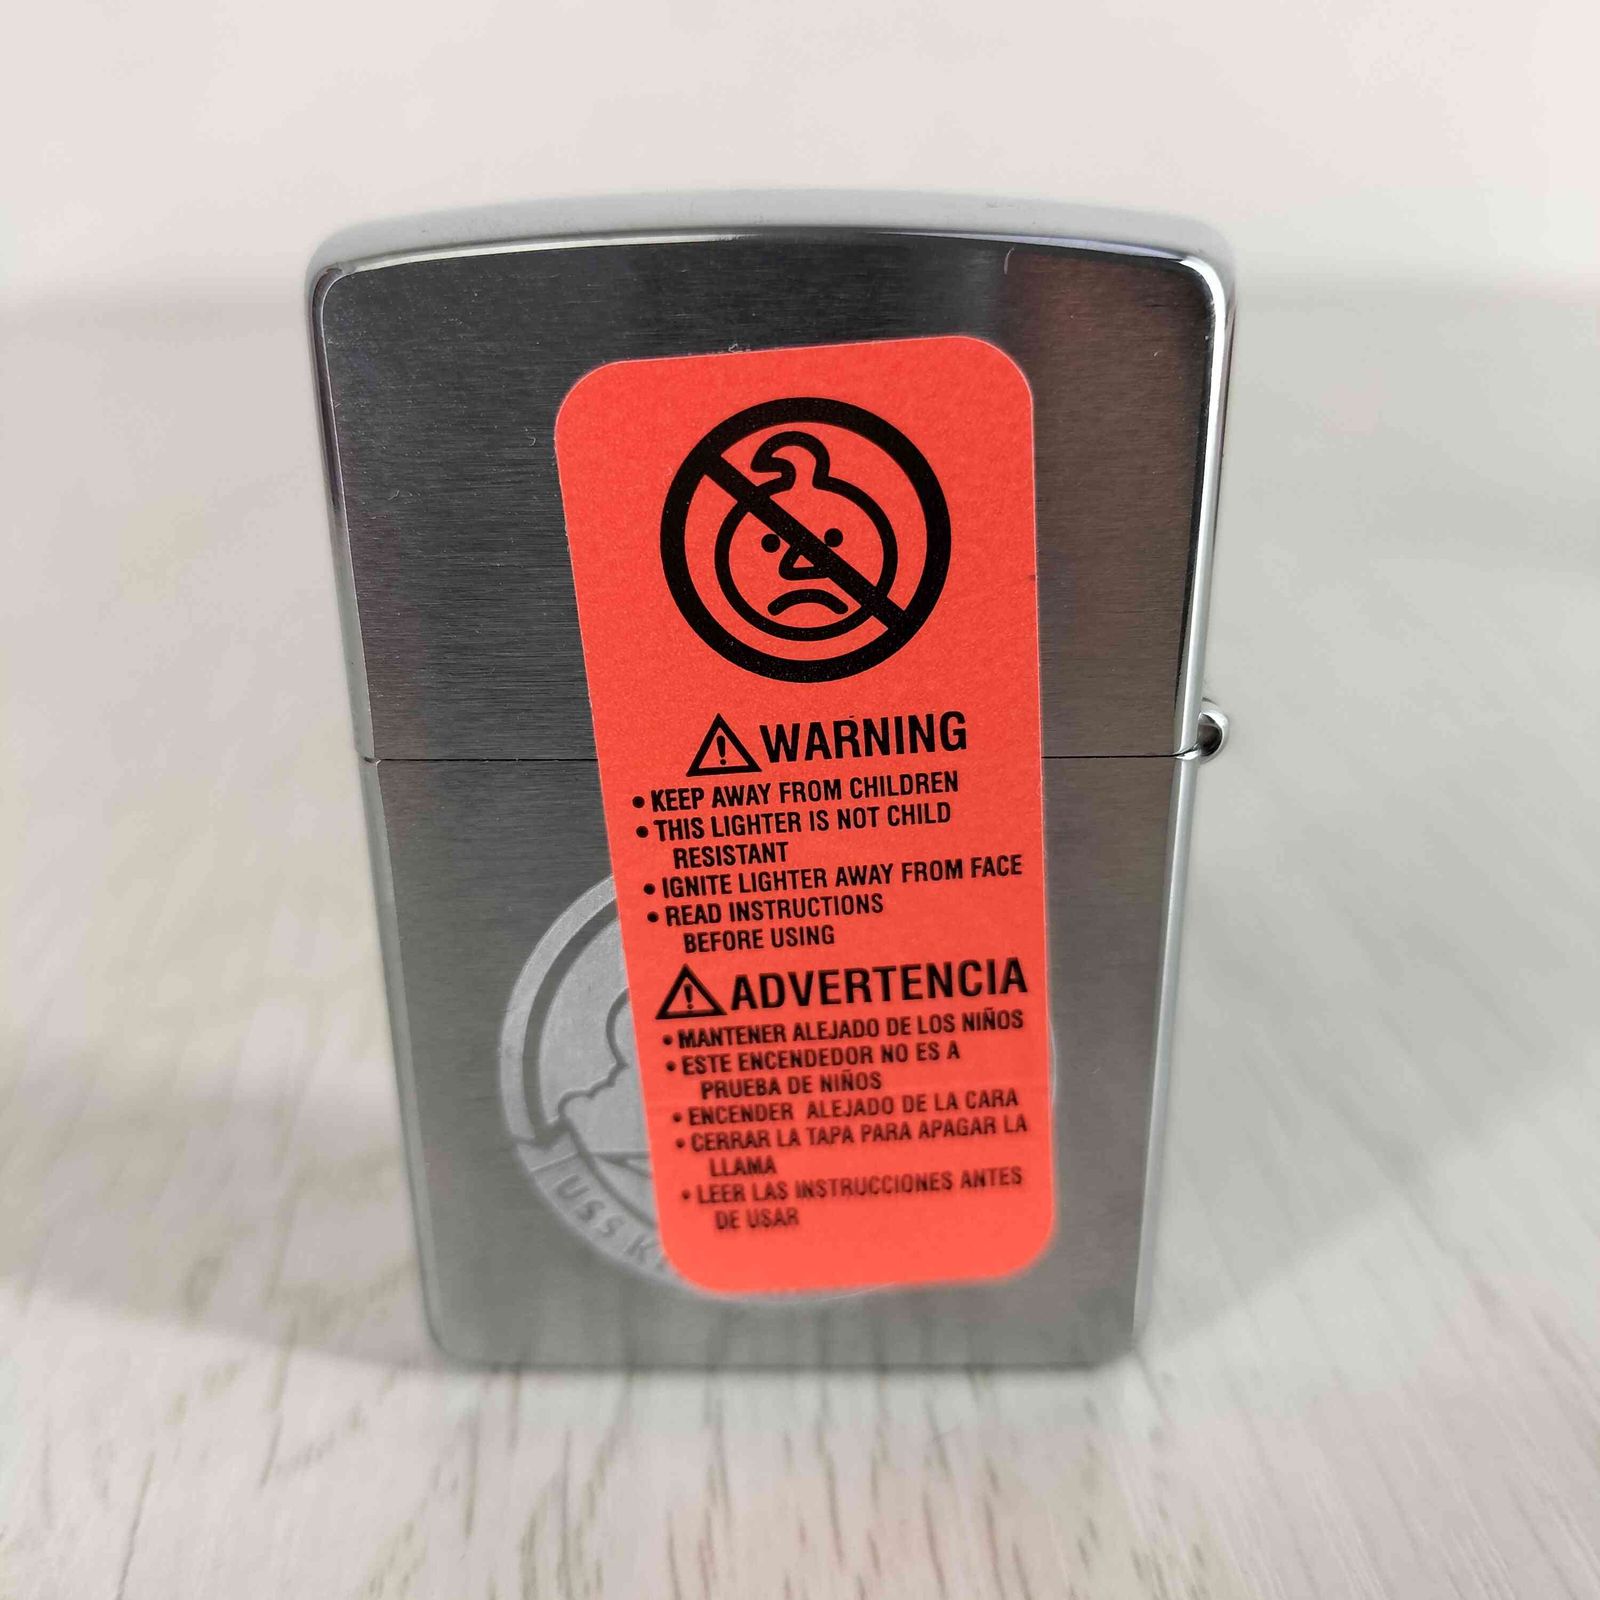 WARNING
• KEEP AWAY FROM CHILDREN
• THIS LIGHTER IS NOT CHILD
RESISTANT
• IGNITE LIGHTER AWAY FROM FACE
• READ INSTRUCTIONS
BEFORE USING
ADVERTENCIA
• MANTENER ALEJADO DE LOS NIÑOS
• ESTE ENCENDEDOR NO ES A
PRUEBA DE NIÑOS
• ENCENDER ALEJADO DE LA CARA
• CERRAR LA TAPA PARA APAGAR LA
LLAMA
• LEER LAS INSTRUCCIONES ANTES
DE USAR
USS